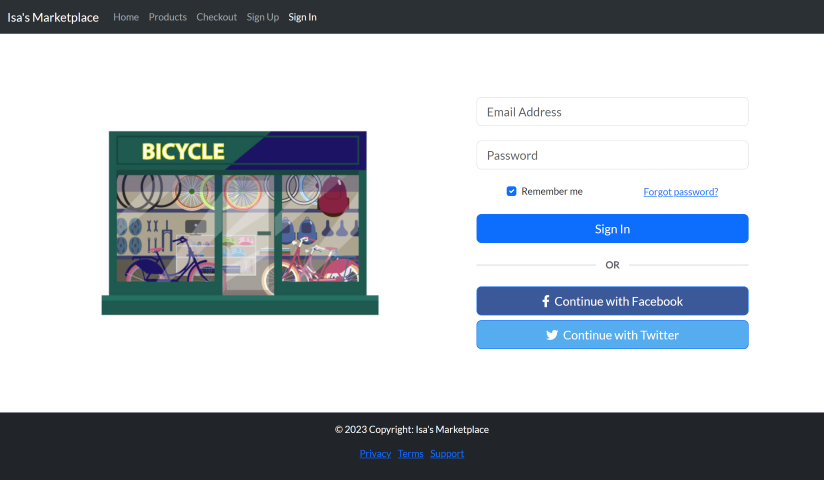 Isa's Marketplace Home Products Checkout Sign Up Sign In
BICYCLE
Email Address
Password
Remember me Forgot password?
Sign In
OR
Continue with Facebook
Continue with Twitter
© 2023 Copyright: Isa's Marketplace
Privacy Terms Support